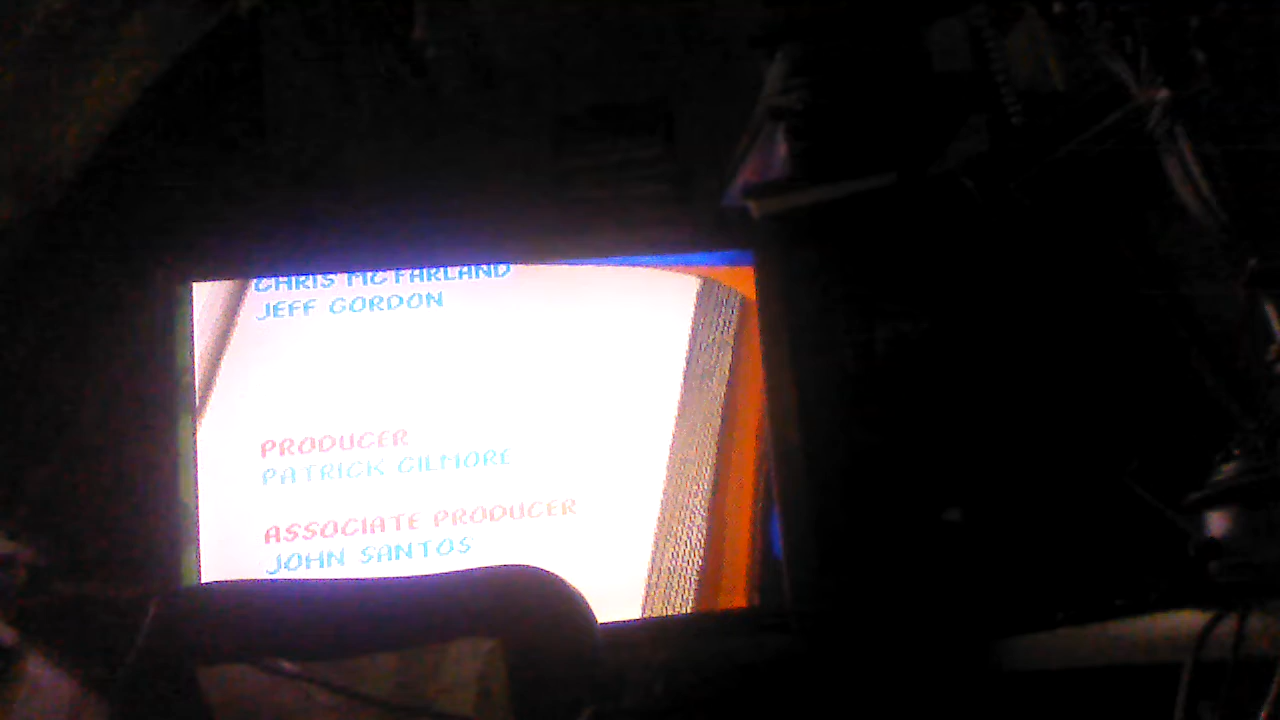 CHRIS MCFARLAND
JEFF GORDON
PRODUCER
PATRICK GILMORE
ASSOCIATE PRODUCER
JOHN SANTOS